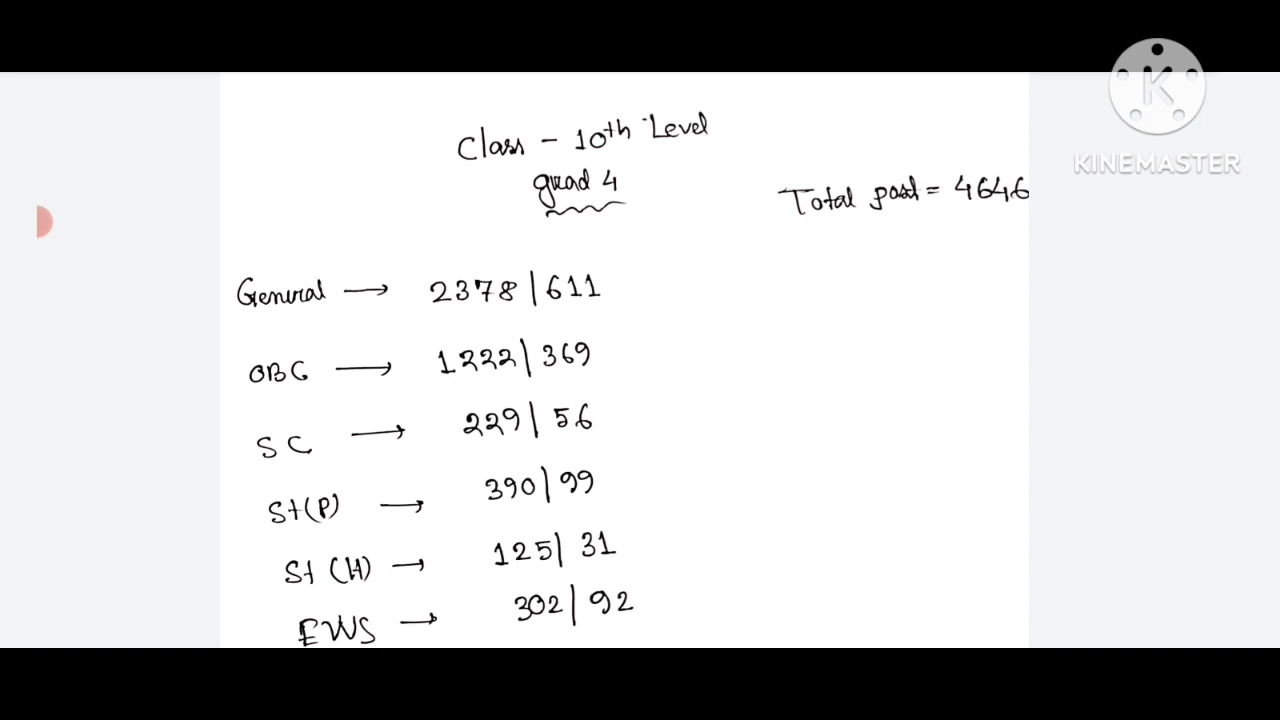 Class - 10th Level
grad 4
Total post = 4646
General → 2378 | 611
OBC → 1222 | 369
SC → 229 | 56
St(P) → 390 | 99
St (H) → 125 | 31
EWS → 302 | 92
K
KINEMASTER